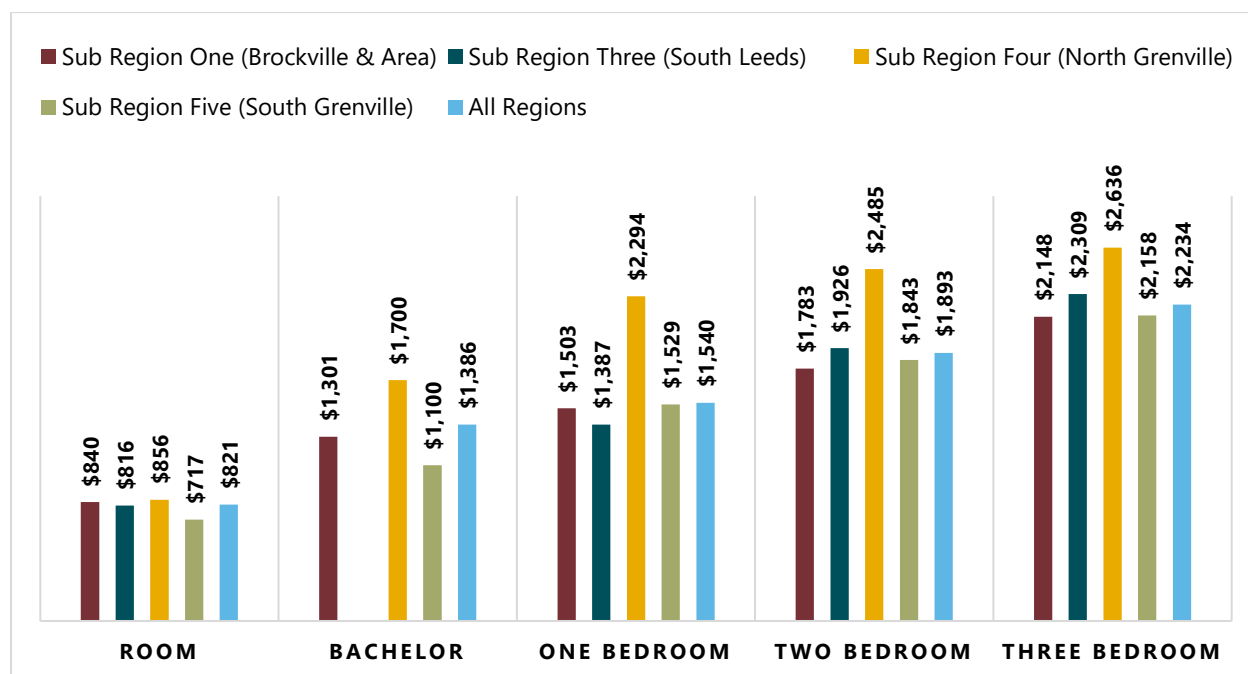 Sub Region One (Brockville & Area)
Sub Region Three (South Leeds)
Sub Region Four (North Grenville)
Sub Region Five (South Grenville)
All Regions
$840
$816
$856
$717
$821
$1,301
$1,700
$1,100
$1,386
$1,503
$1,387
$2,294
$1,529
$1,540
$1,783
$1,926
$2,485
$1,843
$1,893
$2,148
$2,309
$2,636
$2,158
$2,234
ROOM
BACHELOR
ONE BEDROOM
TWO BEDROOM
THREE BEDROOM